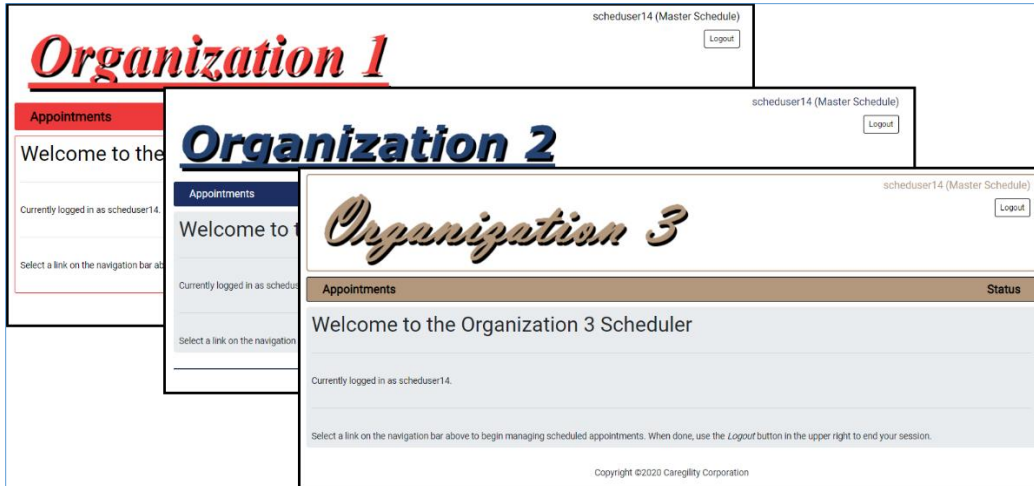 scheduser14 (Master Schedule)
Organization 1
Logout
Appointments
Welcome to the
Currently logged in as scheduser14.
Select a link on the navigation bar
scheduser14 (Master Schedule)
Organization 2
Logout
Appointments
Welcome to
Currently logged in as
Select a link on the navigation
scheduser14 (Master Schedule)
Organization 3
Logout
Appointments Status
Welcome to the Organization 3 Scheduler
Currently logged in as scheduser14.
Select a link on the navigation bar above to begin managing scheduled appointments. When done, use the Logout button in the upper right to end your session.
Copyright ©2020 Caregility Corporation